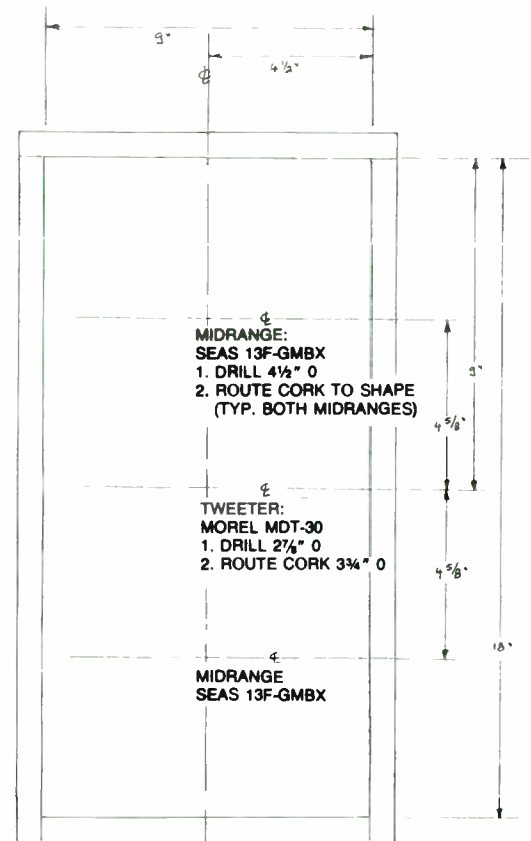 9"
4 ½"
℄
℄
MIDRANGE:
SEAS 13F-GMBX
1. DRILL 4½" 0
2. ROUTE CORK TO SHAPE
(TYP. BOTH MIDRANGES)
9"
4 5/8"
℄
TWEETER:
MOREL MDT-30
1. DRILL 2⅞" 0
2. ROUTE CORK 3¾" 0
4 5/8"
18"
℄
MIDRANGE
SEAS 13F-GMBX